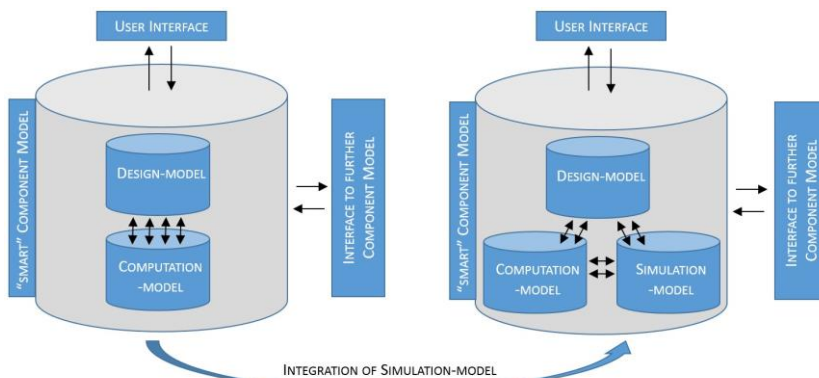 USER INTERFACE
"SMART" COMPONENT MODEL
DESIGN-MODEL
COMPUTATION
-MODEL
INTERFACE TO FURTHER
COMPONENT MODEL
USER INTERFACE
"SMART" COMPONENT MODEL
DESIGN-MODEL
COMPUTATION
-MODEL
SIMULATION
-MODEL
INTERFACE TO FURTHER
COMPONENT MODEL
INTEGRATION OF SIMULATION-MODEL